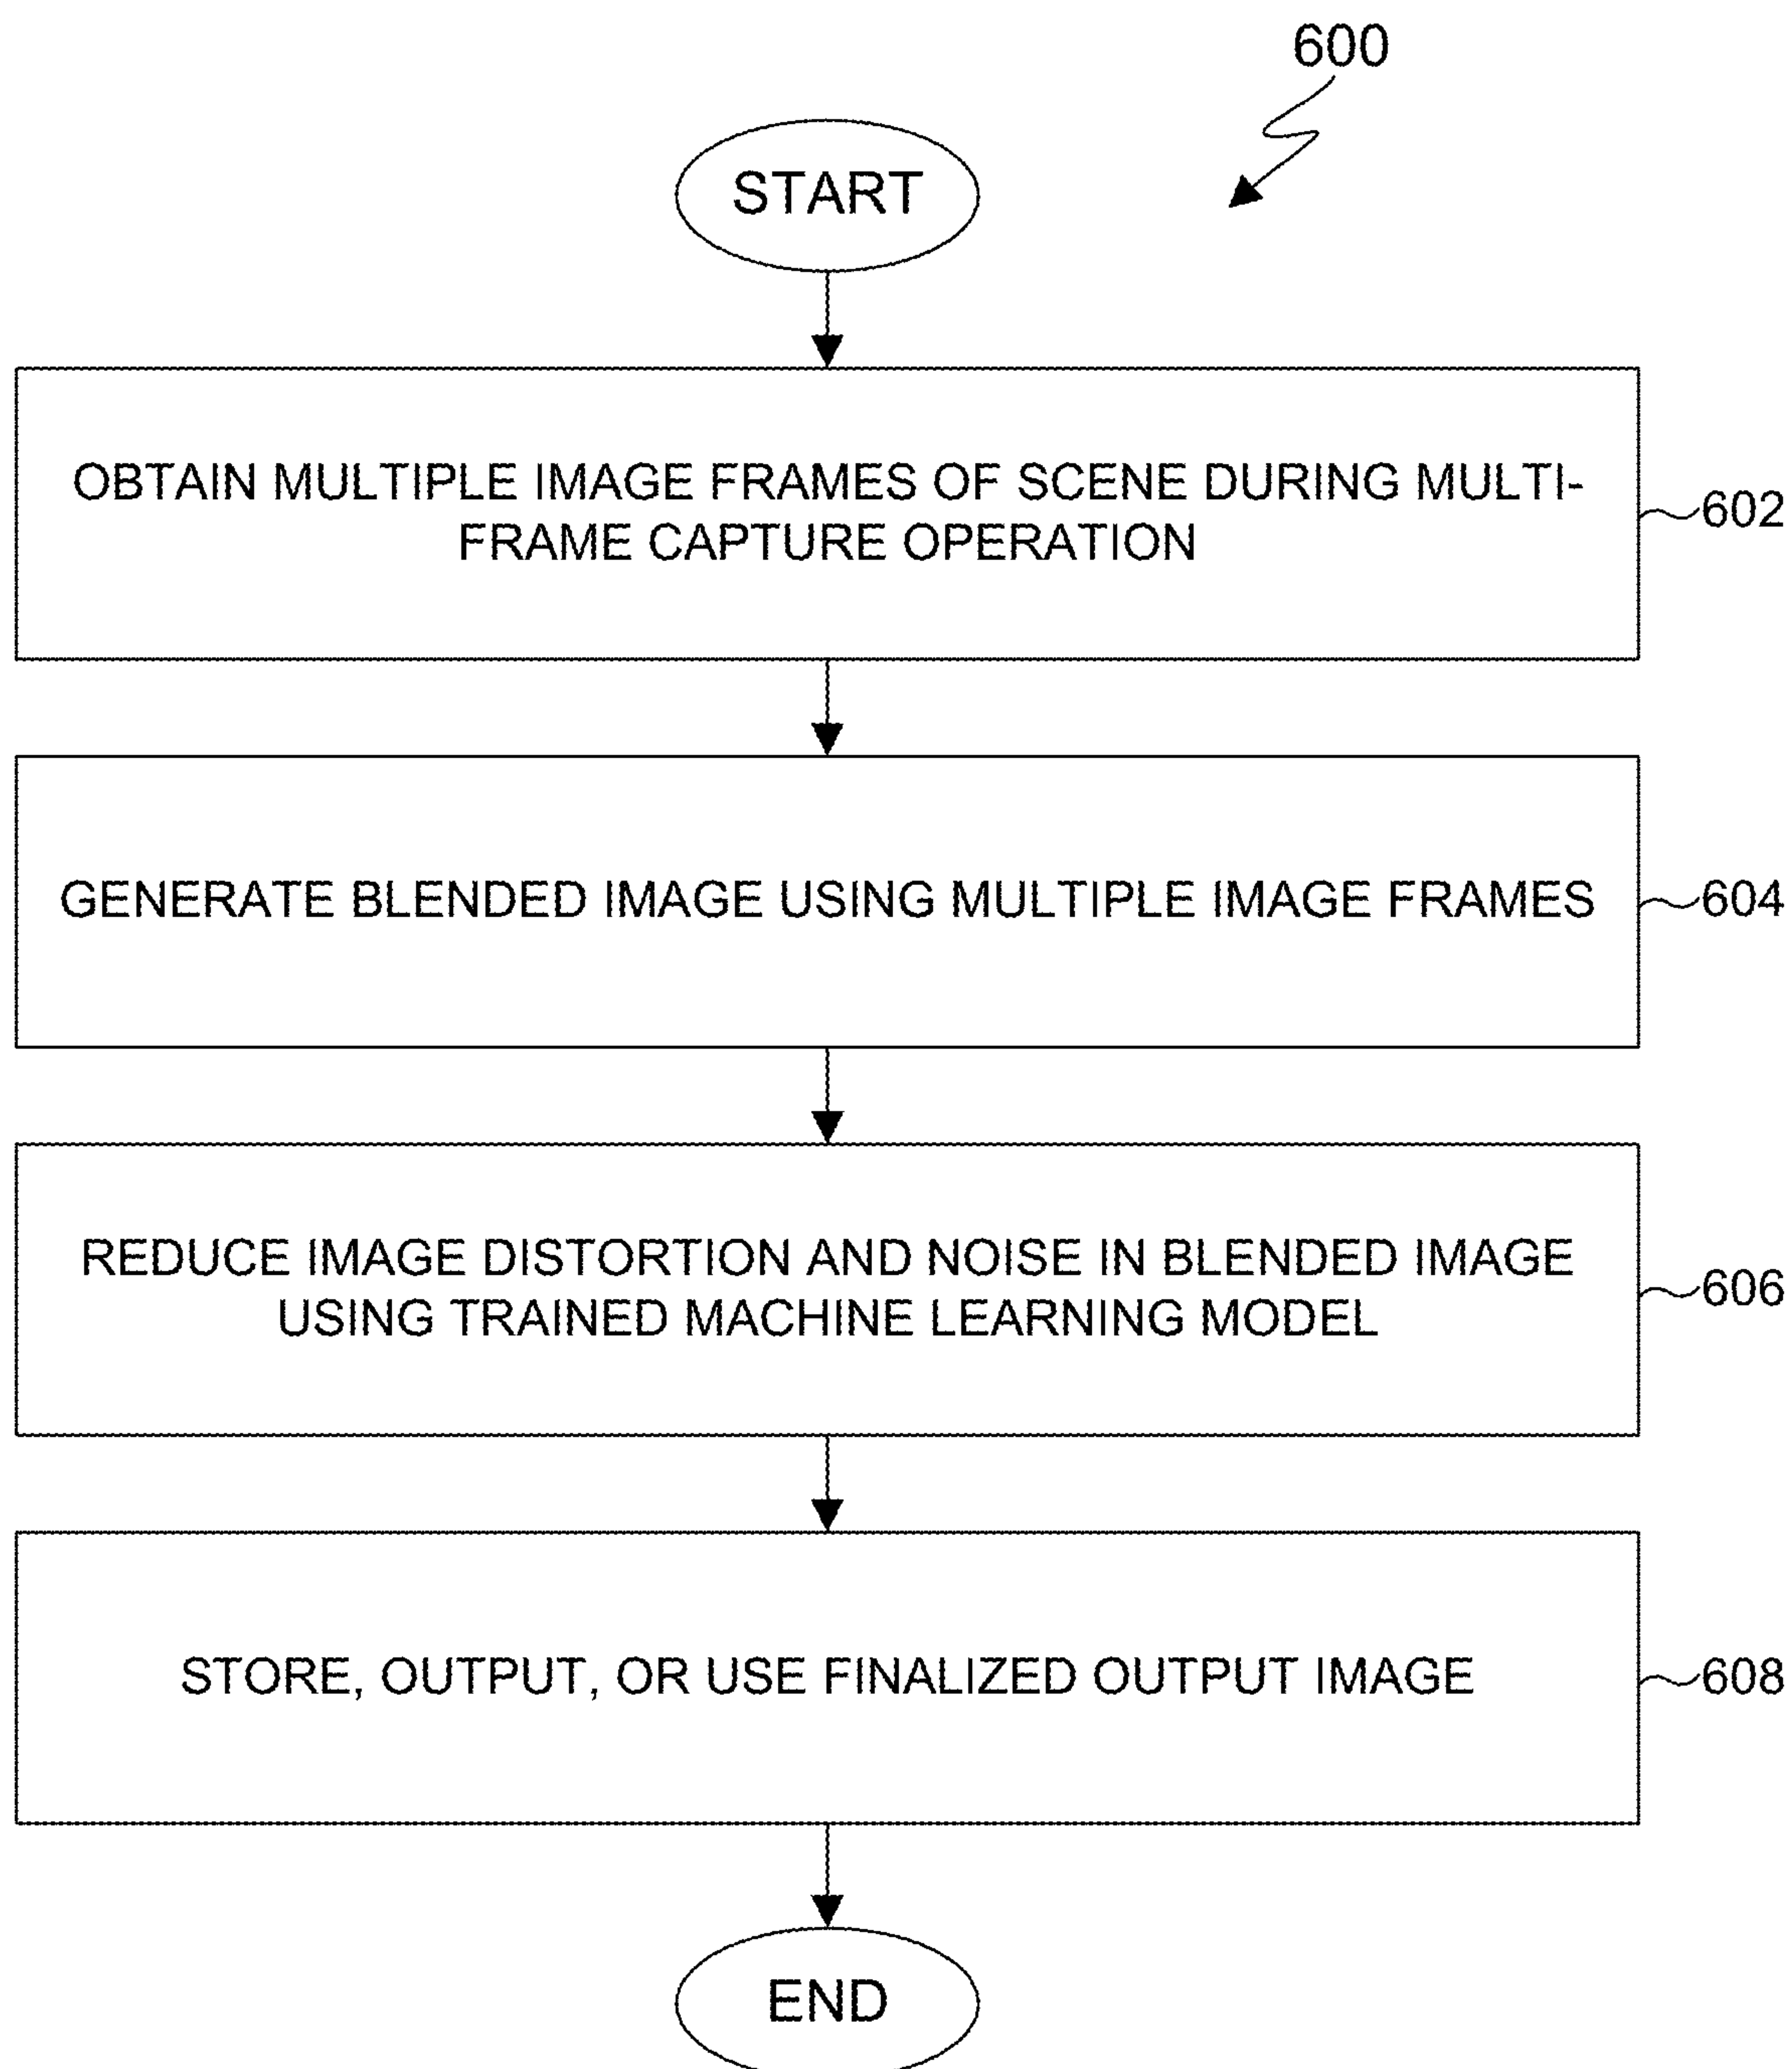 600
START
OBTAIN MULTIPLE IMAGE FRAMES OF SCENE DURING MULTI-
FRAME CAPTURE OPERATION
602
GENERATE BLENDED IMAGE USING MULTIPLE IMAGE FRAMES
604
REDUCE IMAGE DISTORTION AND NOISE IN BLENDED IMAGE
USING TRAINED MACHINE LEARNING MODEL
606
STORE, OUTPUT, OR USE FINALIZED OUTPUT IMAGE
608
END